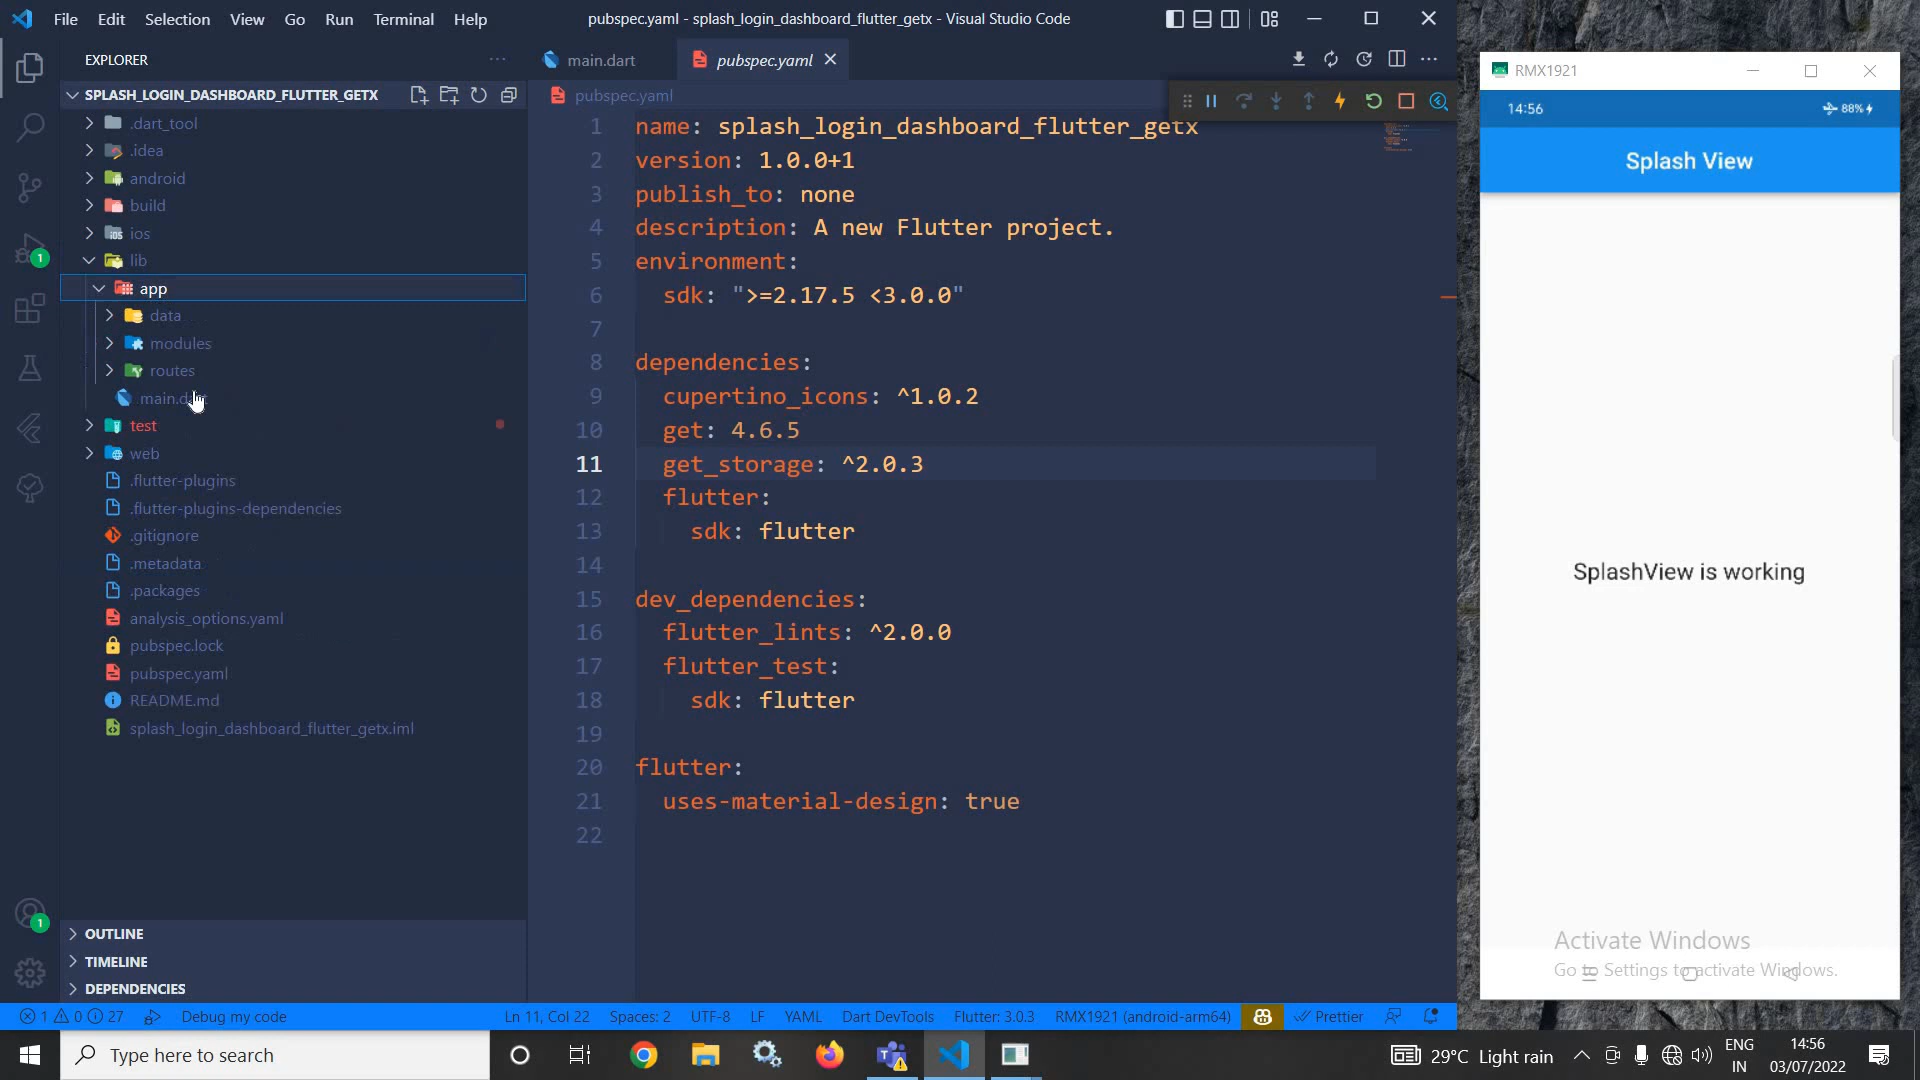 File Edit Selection View Go Run Terminal Help
pubspec.yaml - splash_login_dashboard_flutter_getx - Visual Studio Code
EXPLORER
SPLASH_LOGIN_DASHBOARD_FLUTTER_GETX
.dart_tool
.idea
android
build
ios
lib
app
data
modules
routes
main.dart
test
web
.flutter-plugins
.flutter-plugins-dependencies
.gitignore
.metadata
.packages
analysis_options.yaml
pubspec.lock
pubspec.yaml
README.md
splash_login_dashboard_flutter_getx.iml
OUTLINE
TIMELINE
DEPENDENCIES
main.dart
pubspec.yaml
pubspec.yaml
1 name: splash_login_dashboard_flutter_getx
2 version: 1.0.0+1
3 publish_to: none
4 description: A new Flutter project.
5 environment:
6 sdk: ">=2.17.5 <3.0.0"
7
8 dependencies:
9 cupertino_icons: ^1.0.2
10 get: 4.6.5
11 get_storage: ^2.0.3
12 flutter:
13 sdk: flutter
14
15 dev_dependencies:
16 flutter_lints: ^2.0.0
17 flutter_test:
18 sdk: flutter
19
20 flutter:
21 uses-material-design: true
22
1
1
RMX1921
14:56
88%
Splash View
SplashView is working
Activate Windows
Go to Settings to activate Windows.
1 0 27 Debug my code
Ln 11, Col 22 Spaces: 2 UTF-8 LF YAML Dart DevTools Flutter: 3.0.3 RMX1921 (android-arm64) Prettier
Type here to search
29°C Light rain
ENG
IN
14:56
03/07/2022